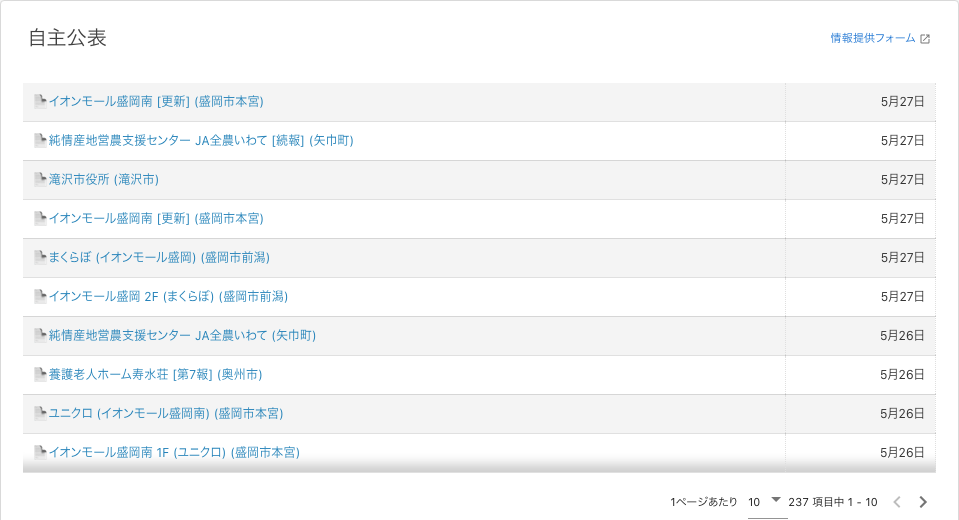 自主公表
情報提供フォーム
イオンモール盛岡南 [更新] (盛岡市本宮) 5月27日
純情産地営農支援センター JA全農いわて [続報] (矢巾町) 5月27日
滝沢市役所 (滝沢市) 5月27日
イオンモール盛岡南 [更新] (盛岡市本宮) 5月27日
まくらぼ (イオンモール盛岡) (盛岡市前潟) 5月27日
イオンモール盛岡 2F (まくらぼ) (盛岡市前潟) 5月27日
純情産地営農支援センター JA全農いわて (矢巾町) 5月26日
養護老人ホーム寿水荘 [第7報] (奥州市) 5月26日
ユニクロ (イオンモール盛岡南) (盛岡市本宮) 5月26日
イオンモール盛岡南 1F (ユニクロ) (盛岡市本宮) 5月26日
1ページあたり 10 237 項目中 1 - 10